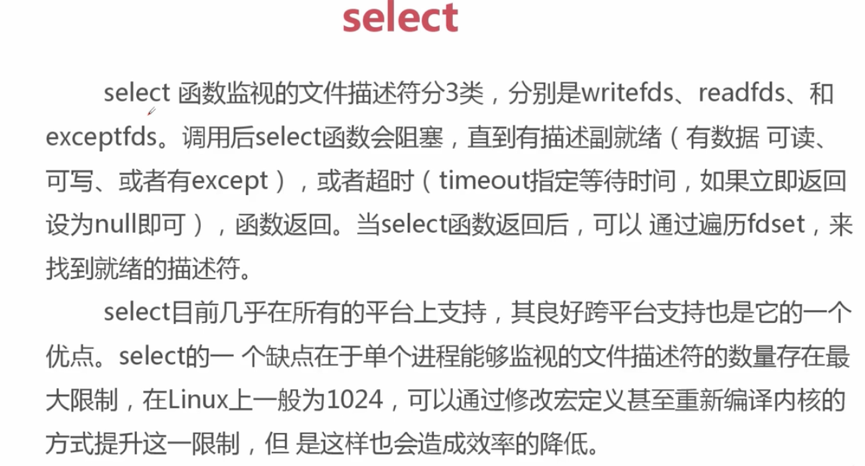 select
select 函数监视的文件描述符分3类，分别是writefds、readfds、和
exceptfds。调用后select函数会阻塞，直到有描述副就绪（有数据 可读、
可写、或者有except），或者超时（timeout指定等待时间，如果立即返回
设为null即可），函数返回。当select函数返回后，可以 通过遍历fdset，来
找到就绪的描述符。
select目前几乎在所有的平台上支持，其良好跨平台支持也是它的一个
优点。select的一 个缺点在于单个进程能够监视的文件描述符的数量存在最
大限制，在Linux上一般为1024，可以通过修改宏定义甚至重新编译内核的
方式提升这一限制，但 是这样也会造成效率的降低。